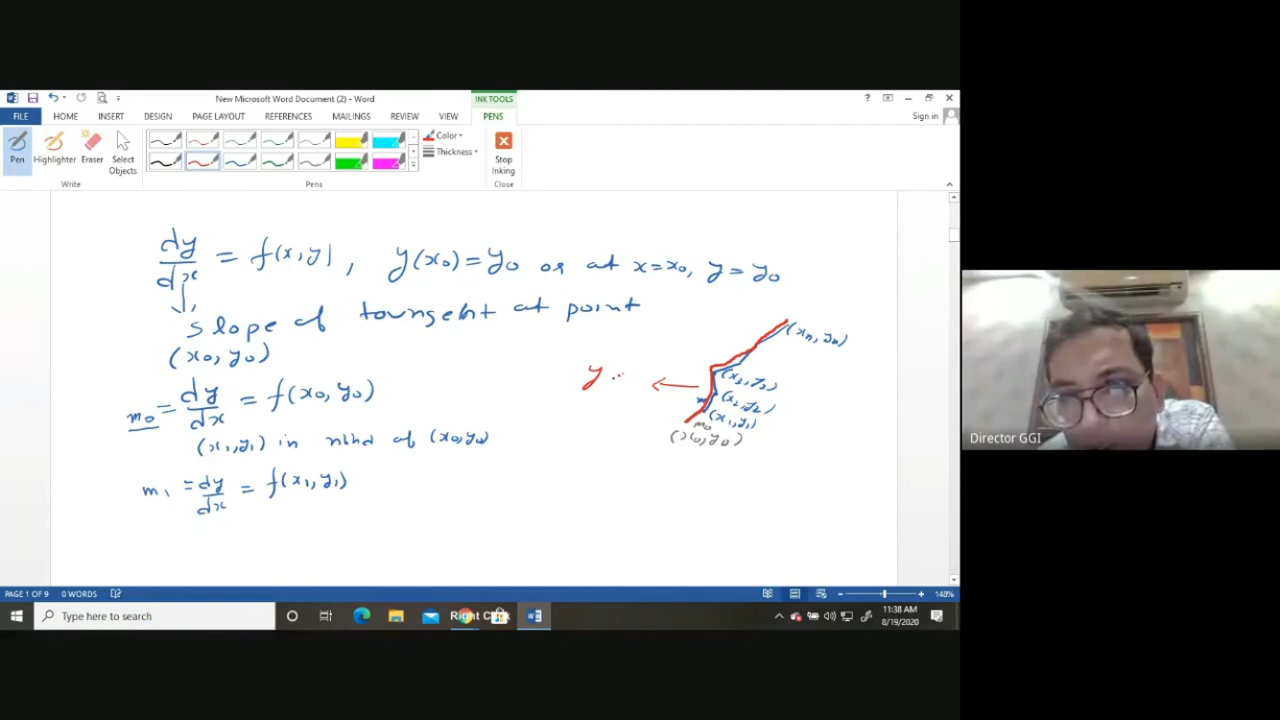 New Microsoft Word Document (2) - Word
INK TOOLS
Sign in
FILE HOME INSERT DESIGN PAGE LAYOUT REFERENCES MAILINGS REVIEW VIEW PENS
Pen Highlighter Eraser Select Objects
Color
Thickness
Stop Inking
Write Pens Close
dy/dx = f(x,y), y(x0) = y0 or at x=x0, y=y0
slope of toungent at point
(x0, y0)
m0 = dy/dx = f(x0, y0)
(x1,y1) in nbhd of (x0,y0)
m1 = dy/dx = f(x1, y1)
y
(xn, yn)
(x3, y3)
(x2, y2)
(x1, y1)
m0
(x0, y0)
Director GGI
PAGE 1 OF 9 0 WORDS 148%
Type here to search
11:38 AM
8/19/2020